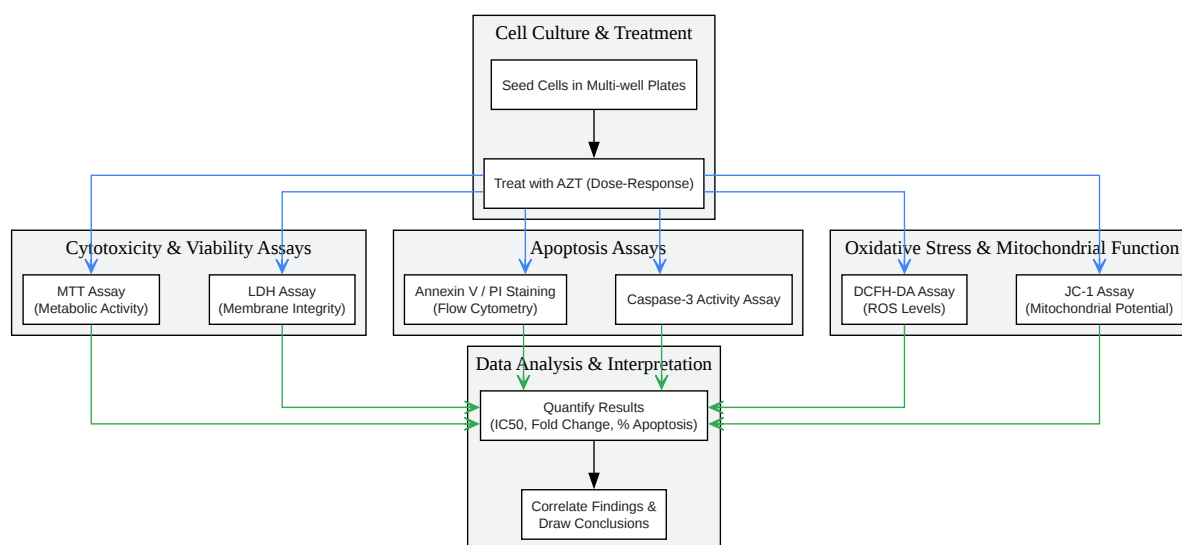 Cell Culture & Treatment
Seed Cells in Multi-well Plates
Treat with AZT (Dose-Response)
Cytotoxicity & Viability Assays
MTT Assay
(Metabolic Activity)
LDH Assay
(Membrane Integrity)
Apoptosis Assays
Annexin V / PI Staining
(Flow Cytometry)
Caspase-3 Activity Assay
Oxidative Stress & Mitochondrial Function
DCFH-DA Assay
(ROS Levels)
JC-1 Assay
(Mitochondrial Potential)
Data Analysis & Interpretation
Quantify Results
(IC50, Fold Change, % Apoptosis)
Correlate Findings &
Draw Conclusions